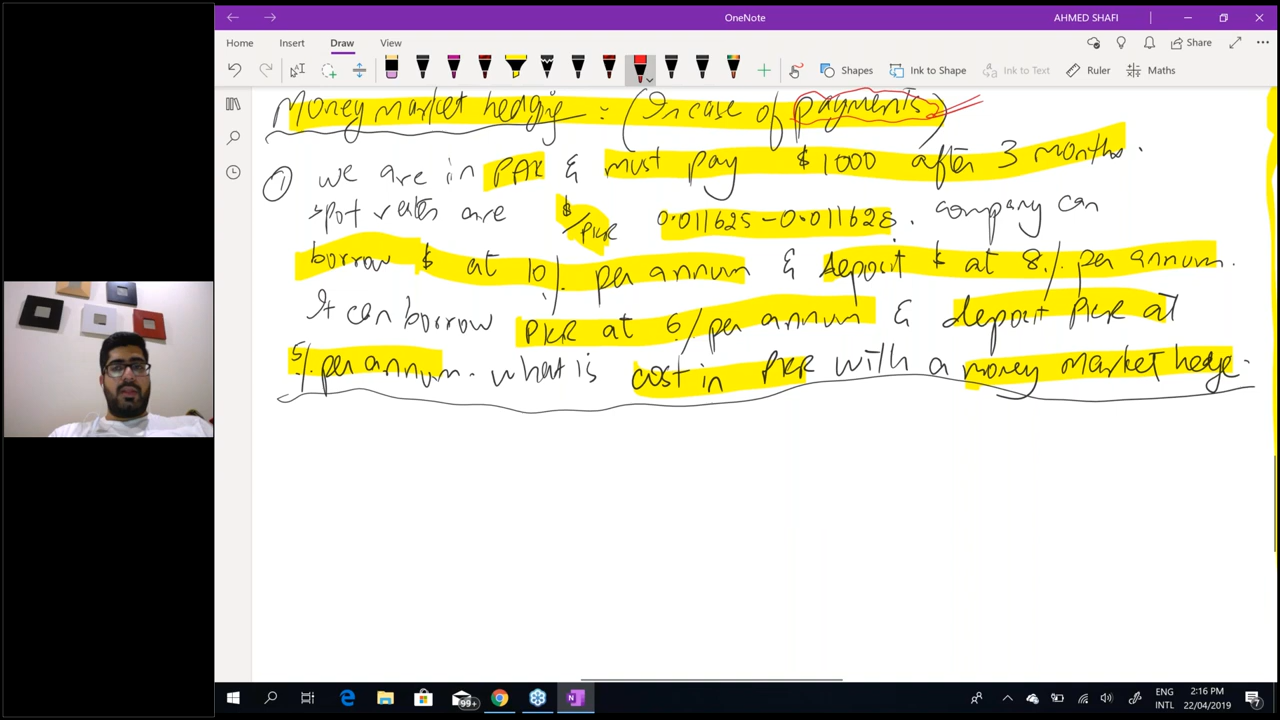 OneNote
AHMED SHAFI
Home Insert Draw View
Share
Shapes Ink to Shape Ink to Text Ruler Maths
Money market hedging :- (In case of payments)
① we are in PAK & must pay $ 1000 after 3 months.
spot rates are $/PKR 0.011625 - 0.011628. company can
borrow $ at 10% per annum & deposit $ at 8% per annum.
It can borrow PKR at 6% per annum & deposit PKR at
5% per annum. what is cost in PKR with a money market hedge.
99+
ENG
INTL
2:16 PM
22/04/2019
7